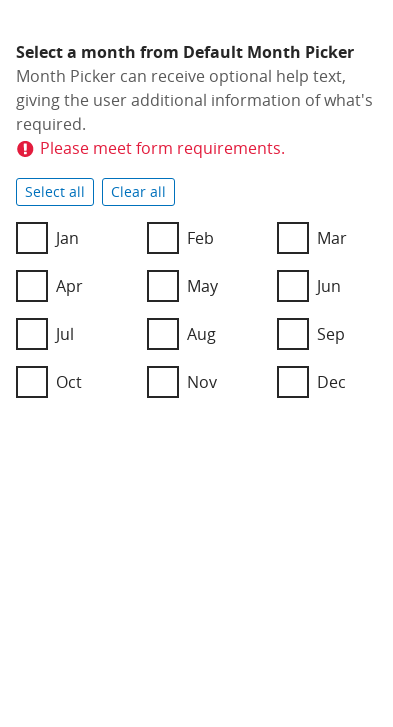 Select a month from Default Month Picker
Month Picker can receive optional help text,
giving the user additional information of what's
required.
Please meet form requirements.
Select all Clear all
Jan Feb Mar
Apr May Jun
Jul Aug Sep
Oct Nov Dec